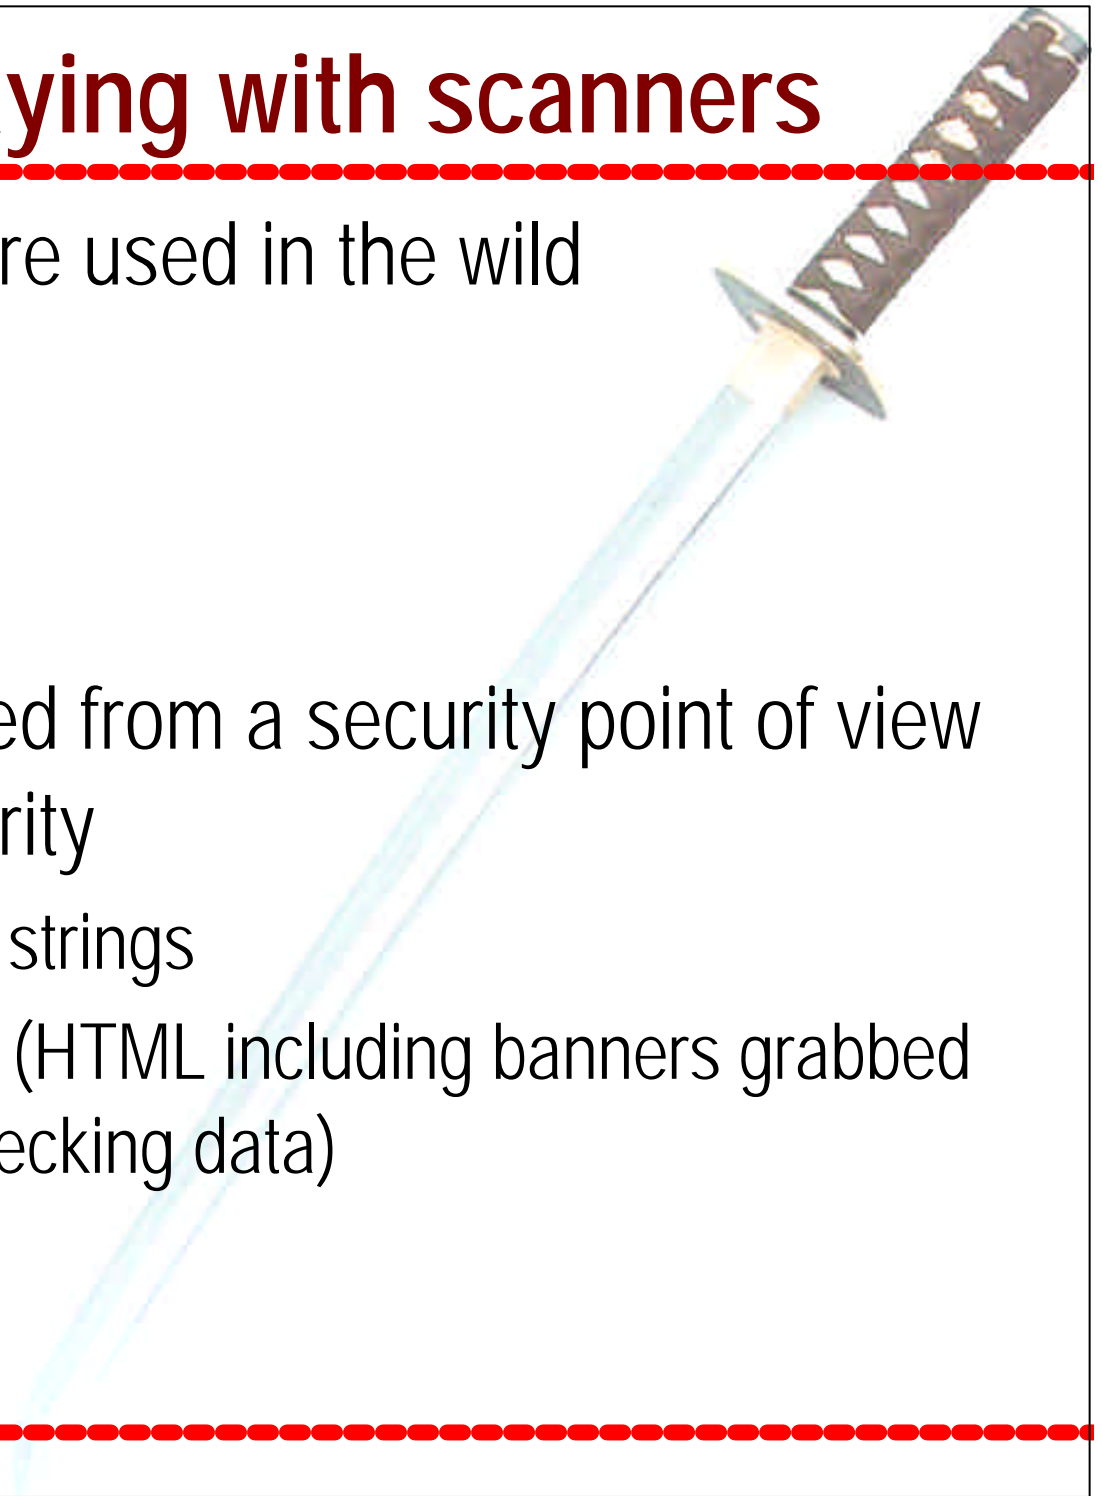 ying with scanners
re used in the wild
ed from a security point of view
rity
strings
(HTML including banners grabbed
ecking data)